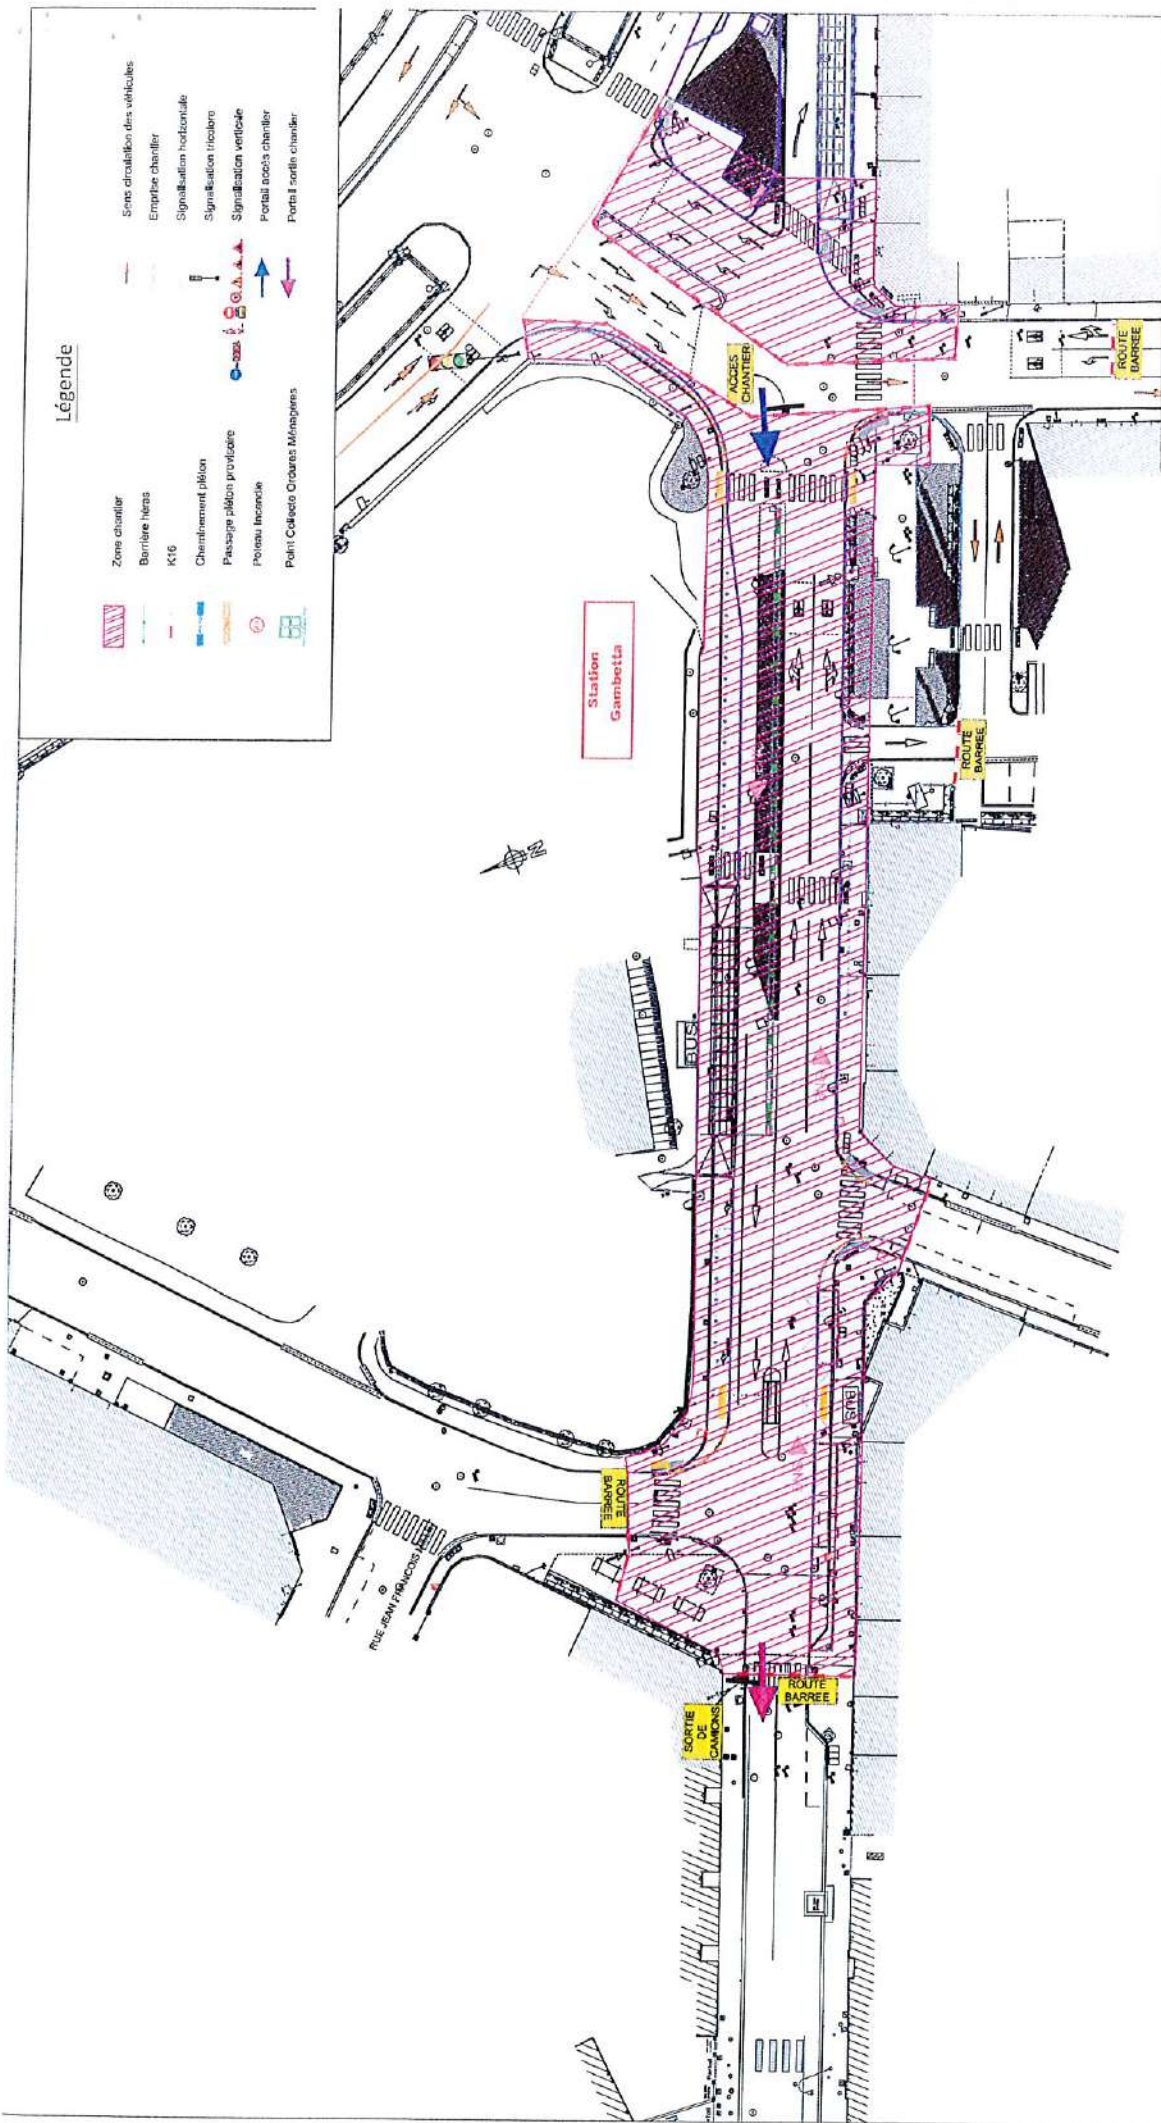 Légende
Zone chantier
Barrière héras
K16
Cheminement piéton
Passage piéton provisoire
Poteau Incendie
Point Collecte Ordures Ménagères
Sens circulation des véhicules
Emprise chantier
Signalisation horizontale
Signalisation tricolore
Signalisation verticale
Portail accès chantier
Portail sortie chantier
Station
Gambetta
ACCES
CHANTIER
ROUTE
BARREE
ROUTE
BARREE
N
BUS
BUS
ROUTE
BARREE
RUE JEAN FRANCOIS
SORTIE
DE
CAMIONS
ROUTE
BARREE